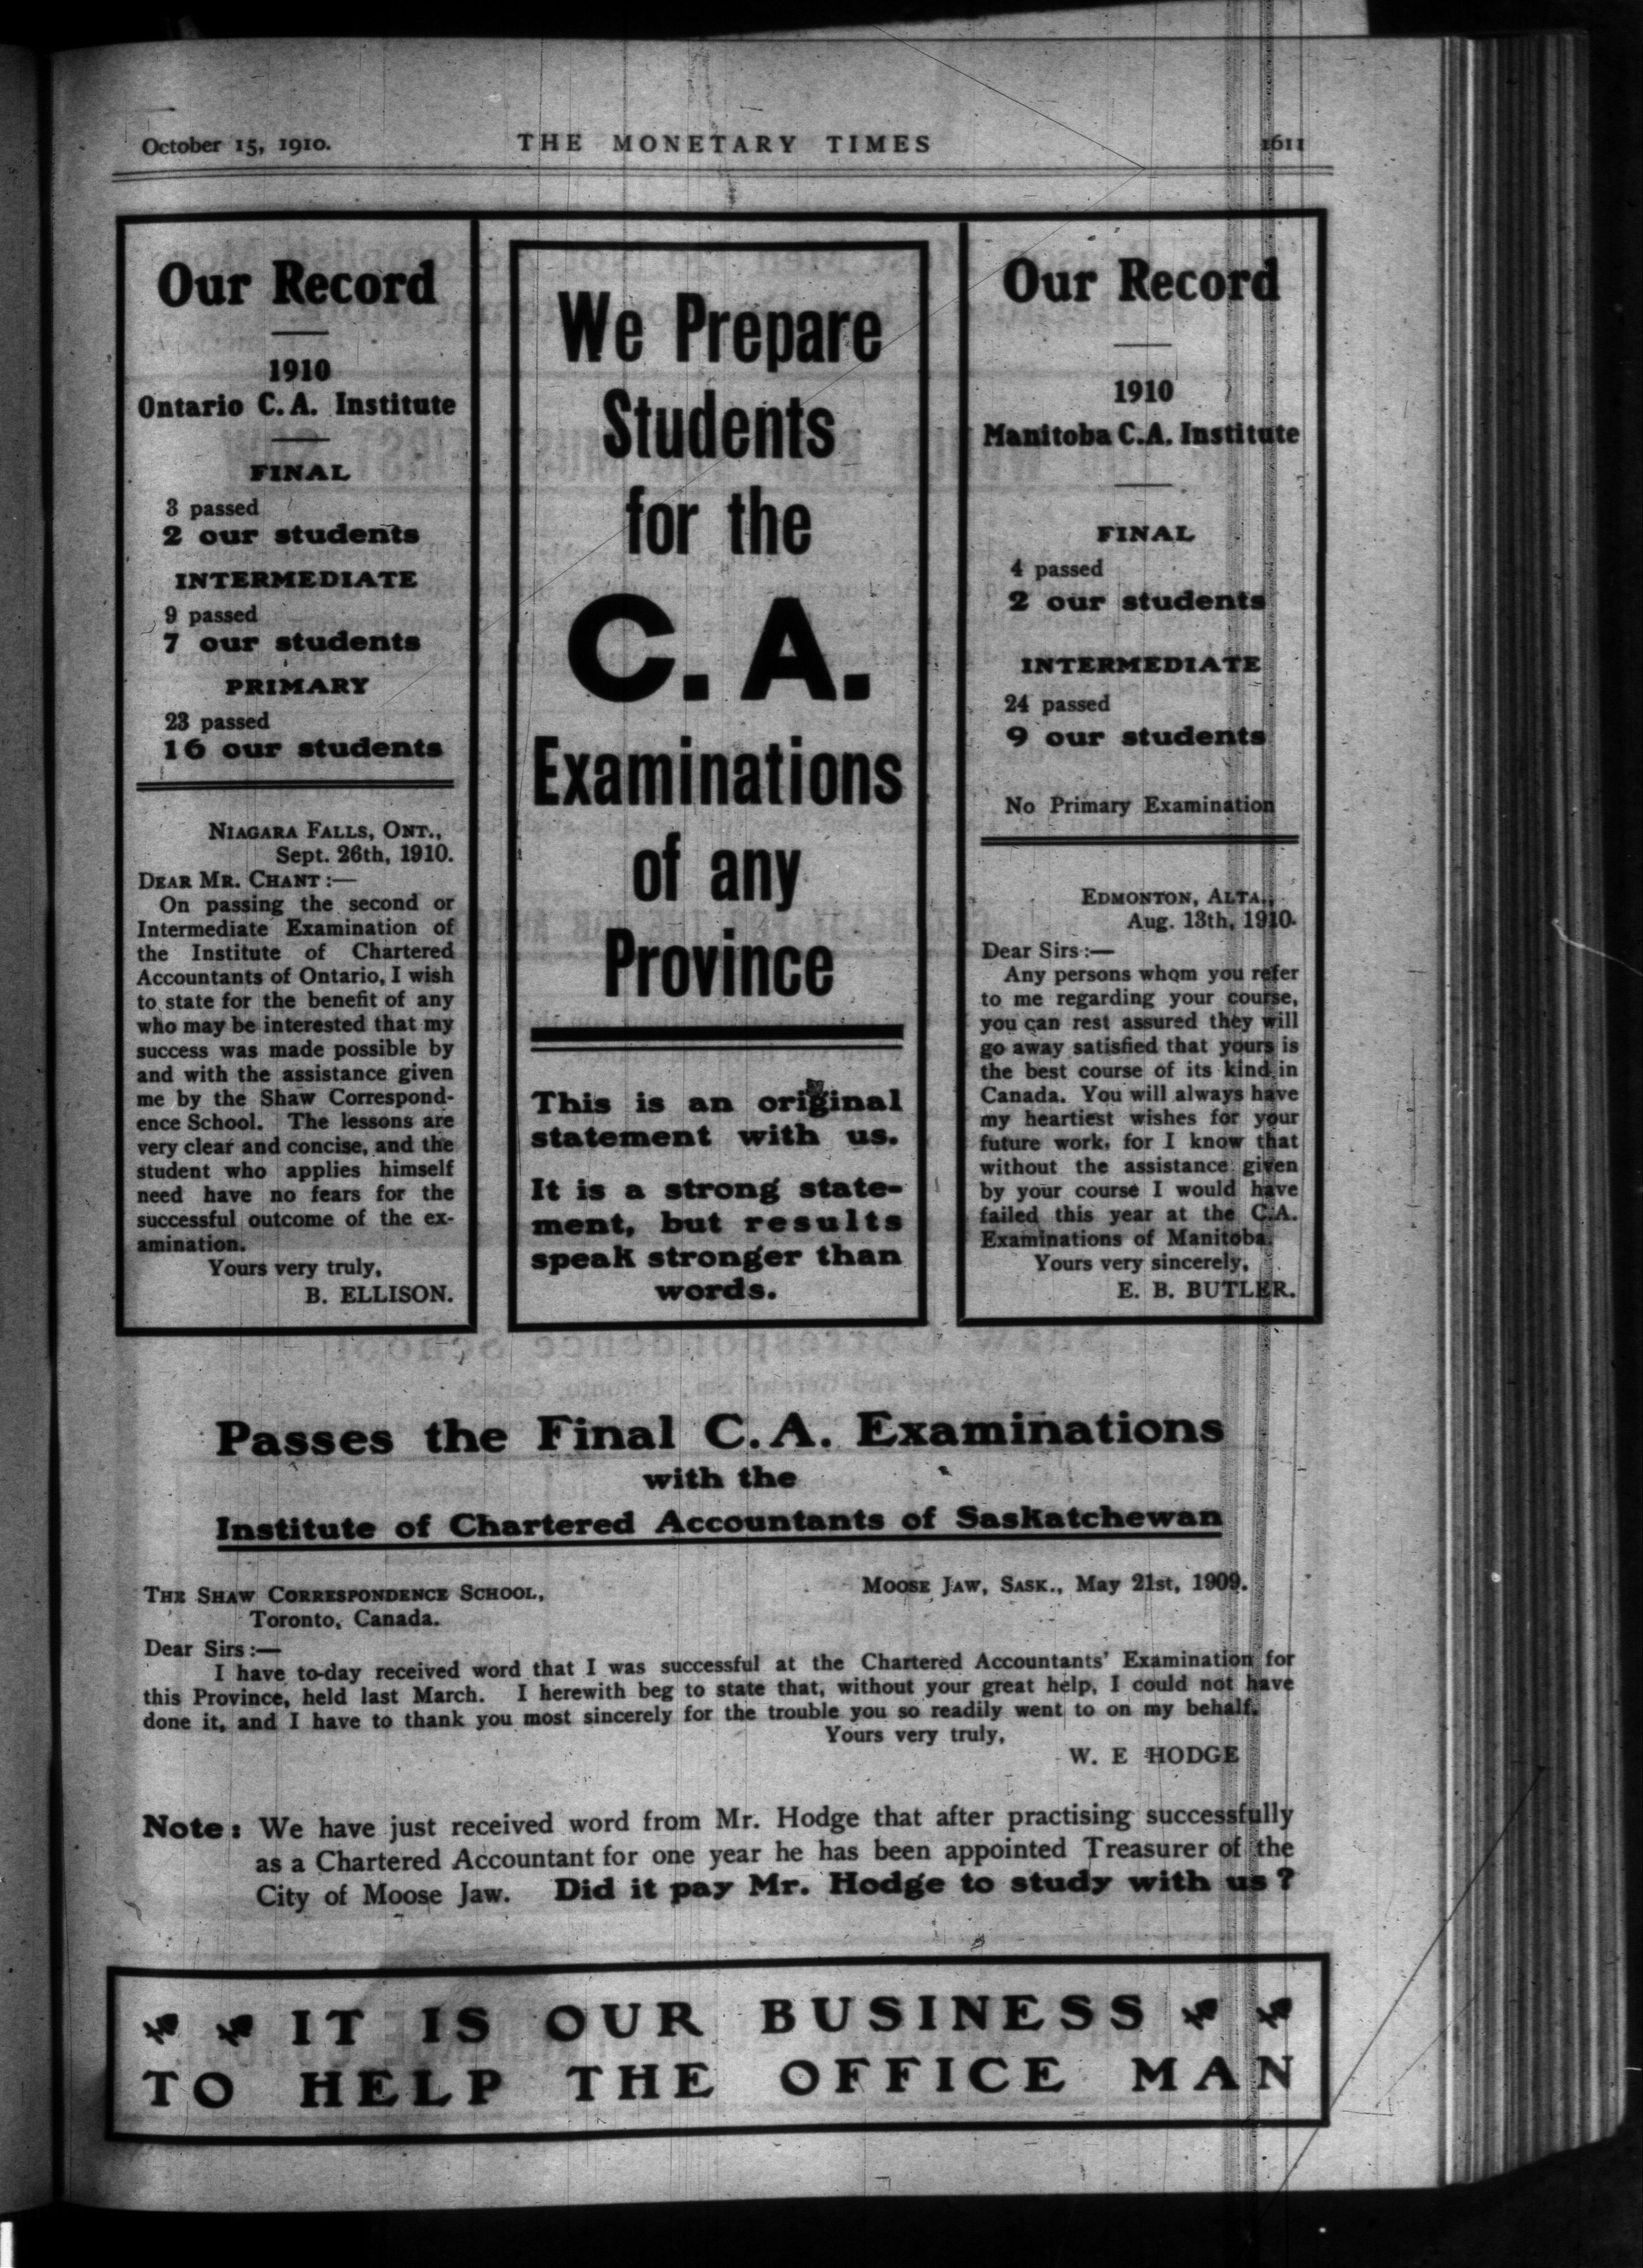 October 15, 1910.
THE MONETARY TIMES
1611
Our Record
1910
Ontario C. A. Institute
FINAL
3 passed
2 our students
INTERMEDIATE
9 passed
7 our students
PRIMARY
23 passed
16 our students
NIAGARA FALLS, ONT.,
Sept. 26th, 1910.
DEAR MR. CHANT :—
On passing the second or
Intermediate Examination of
the Institute of Chartered
Accountants of Ontario, I wish
to state for the benefit of any
who may be interested that my
success was made possible by
and with the assistance given
me by the Shaw Correspond-
ence School. The lessons are
very clear and concise, and the
student who applies himself
need have no fears for the
successful outcome of the ex-
amination.
Yours very truly,
B. ELLISON.
We Prepare
Students
for the
C. A.
Examinations
of any
Province
This is an original
statement with us.
It is a strong state-
ment, but results
speak stronger than
words.
Our Record
1910
Manitoba C.A. Institute
FINAL
4 passed
2 our students
INTERMEDIATE
24 passed
9 our students
No Primary Examination
EDMONTON, ALTA.,
Aug. 13th, 1910.
Dear Sirs :—
Any persons whom you refer
to me regarding your course,
you can rest assured they will
go away satisfied that yours is
the best course of its kind in
Canada. You will always have
my heartiest wishes for your
future work, for I know that
without the assistance given
by your course I would have
failed this year at the C.A.
Examinations of Manitoba.
Yours very sincerely,
E. B. BUTLER.
Passes the Final C. A. Examinations
with the
Institute of Chartered Accountants of Saskatchewan
THE SHAW CORRESPONDENCE SCHOOL,
MOOSE JAW, SASK., May 21st, 1909.
Toronto, Canada.
Dear Sirs :—
I have to-day received word that I was successful at the Chartered Accountants' Examination for
this Province, held last March. I herewith beg to state that, without your great help, I could not have
done it, and I have to thank you most sincerely for the trouble you so readily went to on my behalf.
Yours very truly,
W. E HODGE
Note: We have just received word from Mr. Hodge that after practising successfully
as a Chartered Accountant for one year he has been appointed Treasurer of the
City of Moose Jaw. Did it pay Mr. Hodge to study with us ?
IT IS OUR BUSINESS
TO HELP THE OFFICE MAN